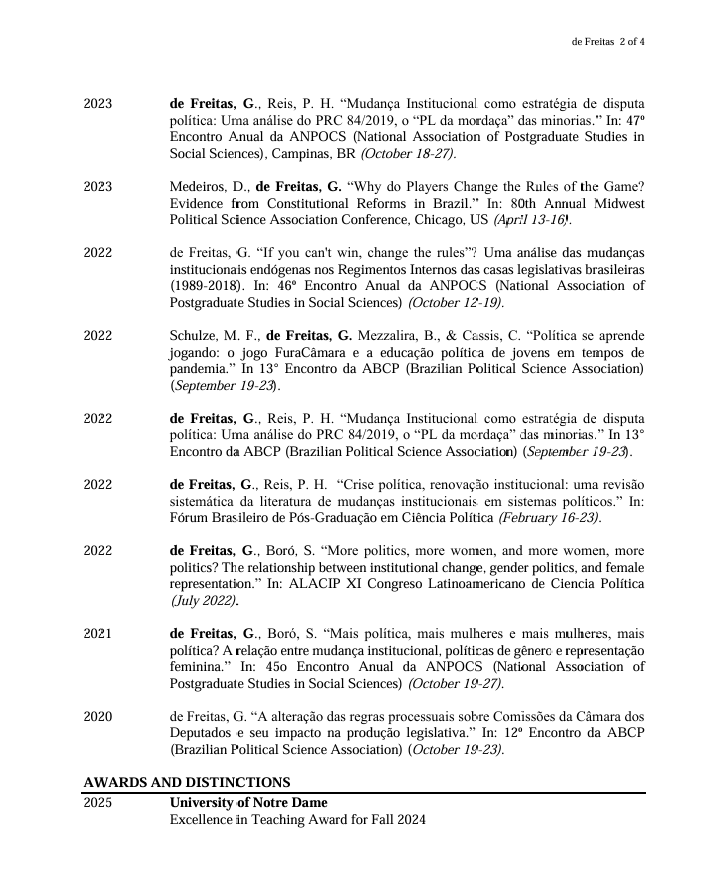 de Freitas 2 of 4
2023 de Freitas, G., Reis, P. H. “Mudança Institucional como estratégia de disputa
política: Uma análise do PRC 84/2019, o “PL da mordaça” das minorias.” In: 47º
Encontro Anual da ANPOCS (National Association of Postgraduate Studies in
Social Sciences), Campinas, BR (October 18-27).
2023 Medeiros, D., de Freitas, G. “Why do Players Change the Rules of the Game?
Evidence from Constitutional Reforms in Brazil.” In: 80th Annual Midwest
Political Science Association Conference, Chicago, US (April 13-16).
2022 de Freitas, G. “If you can't win, change the rules”? Uma análise das mudanças
institucionais endógenas nos Regimentos Internos das casas legislativas brasileiras
(1989-2018). In: 46º Encontro Anual da ANPOCS (National Association of
Postgraduate Studies in Social Sciences) (October 12-19).
2022 Schulze, M. F., de Freitas, G. Mezzalira, B., & Cassis, C. “Política se aprende
jogando: o jogo FuraCâmara e a educação política de jovens em tempos de
pandemia.” In 13° Encontro da ABCP (Brazilian Political Science Association)
(September 19-23).
2022 de Freitas, G., Reis, P. H. “Mudança Institucional como estratégia de disputa
política: Uma análise do PRC 84/2019, o “PL da mordaça” das minorias.” In 13°
Encontro da ABCP (Brazilian Political Science Association) (September 19-23).
2022 de Freitas, G., Reis, P. H. “Crise política, renovação institucional: uma revisão
sistemática da literatura de mudanças institucionais em sistemas políticos.” In:
Fórum Brasileiro de Pós-Graduação em Ciência Política (February 16-23).
2022 de Freitas, G., Boró, S. “More politics, more women, and more women, more
politics? The relationship between institutional change, gender politics, and female
representation.” In: ALACIP XI Congreso Latinoamericano de Ciencia Política
(July 2022).
2021 de Freitas, G., Boró, S. “Mais política, mais mulheres e mais mulheres, mais
política? A relação entre mudança institucional, políticas de gênero e representação
feminina.” In: 45o Encontro Anual da ANPOCS (National Association of
Postgraduate Studies in Social Sciences) (October 19-27).
2020 de Freitas, G. “A alteração das regras processuais sobre Comissões da Câmara dos
Deputados e seu impacto na produção legislativa.” In: 12º Encontro da ABCP
(Brazilian Political Science Association) (October 19-23).
AWARDS AND DISTINCTIONS
2025 University of Notre Dame
Excellence in Teaching Award for Fall 2024